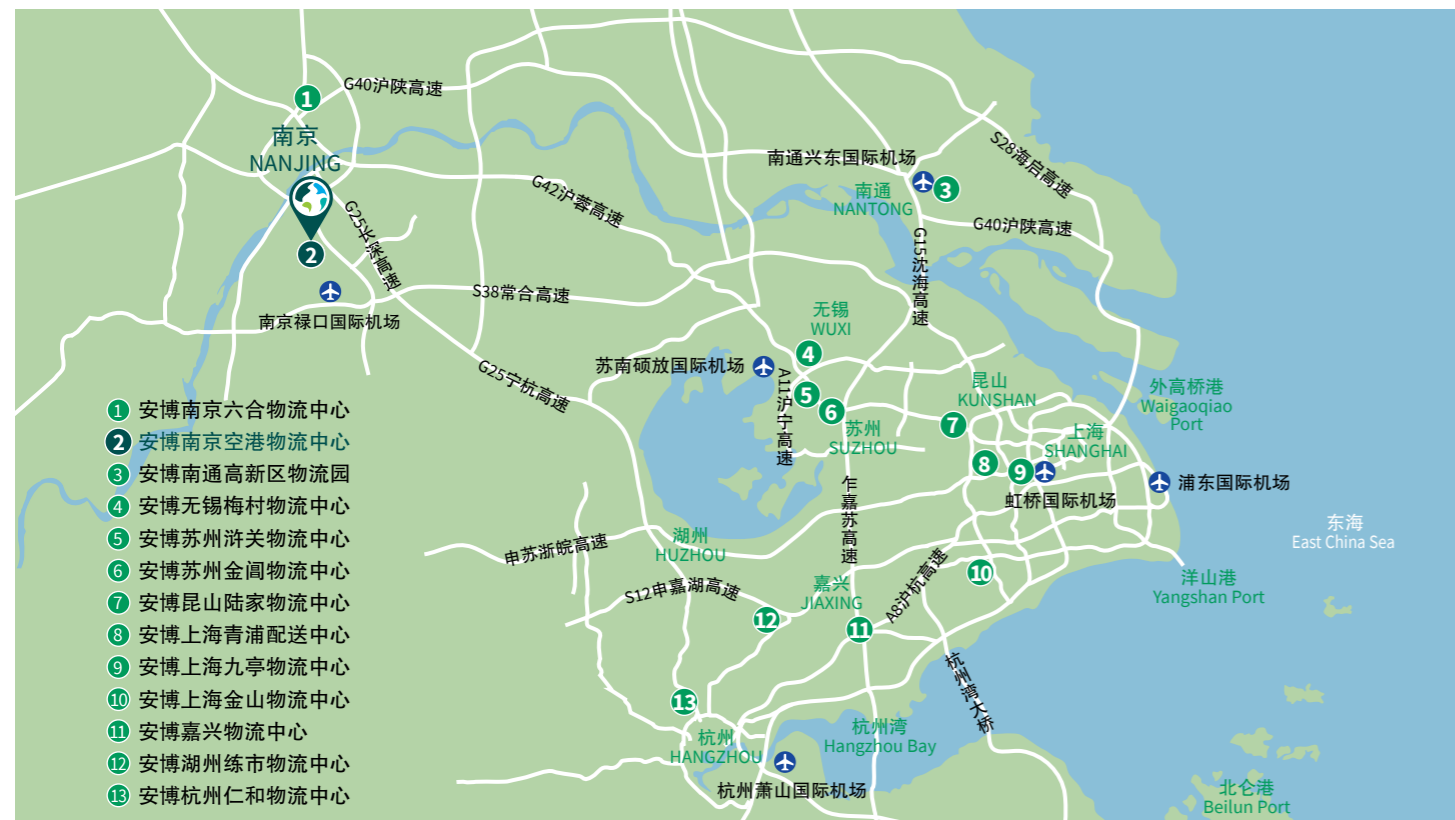 G40沪陕高速
1
南京
NANJING
南通兴东国际机场
S28海启高速
G42沪蓉高速
南通
NANTONG
3
G25长深高速
G40沪陕高速
G15沈海高速
2
S38常合高速
南京禄口国际机场
无锡
WUXI
4
苏南硕放国际机场
G25宁杭高速
A11沪宁高速
5
6
昆山
KUNSHAN
外高桥港
Waigaoqiao
Port
7
苏州
SUZHOU
上海
SHANGHAI
8
9
虹桥国际机场
浦东国际机场
乍嘉苏高速
东海
East China Sea
湖州
HUZHOU
申苏浙皖高速
10
洋山港
Yangshan Port
S12申嘉湖高速
嘉兴
JIAXING
A8沪杭高速
12
11
杭州湾大桥
13
杭州
HANGZHOU
杭州湾
Hangzhou Bay
杭州萧山国际机场
北仑港
Beilun Port
1 安博南京六合物流中心
2 安博南京空港物流中心
3 安博南通高新区物流园
4 安博无锡梅村物流中心
5 安博苏州浒关物流中心
6 安博苏州金阊物流中心
7 安博昆山陆家物流中心
8 安博上海青浦配送中心
9 安博上海九亭物流中心
10 安博上海金山物流中心
11 安博嘉兴物流中心
12 安博湖州练市物流中心
13 安博杭州仁和物流中心